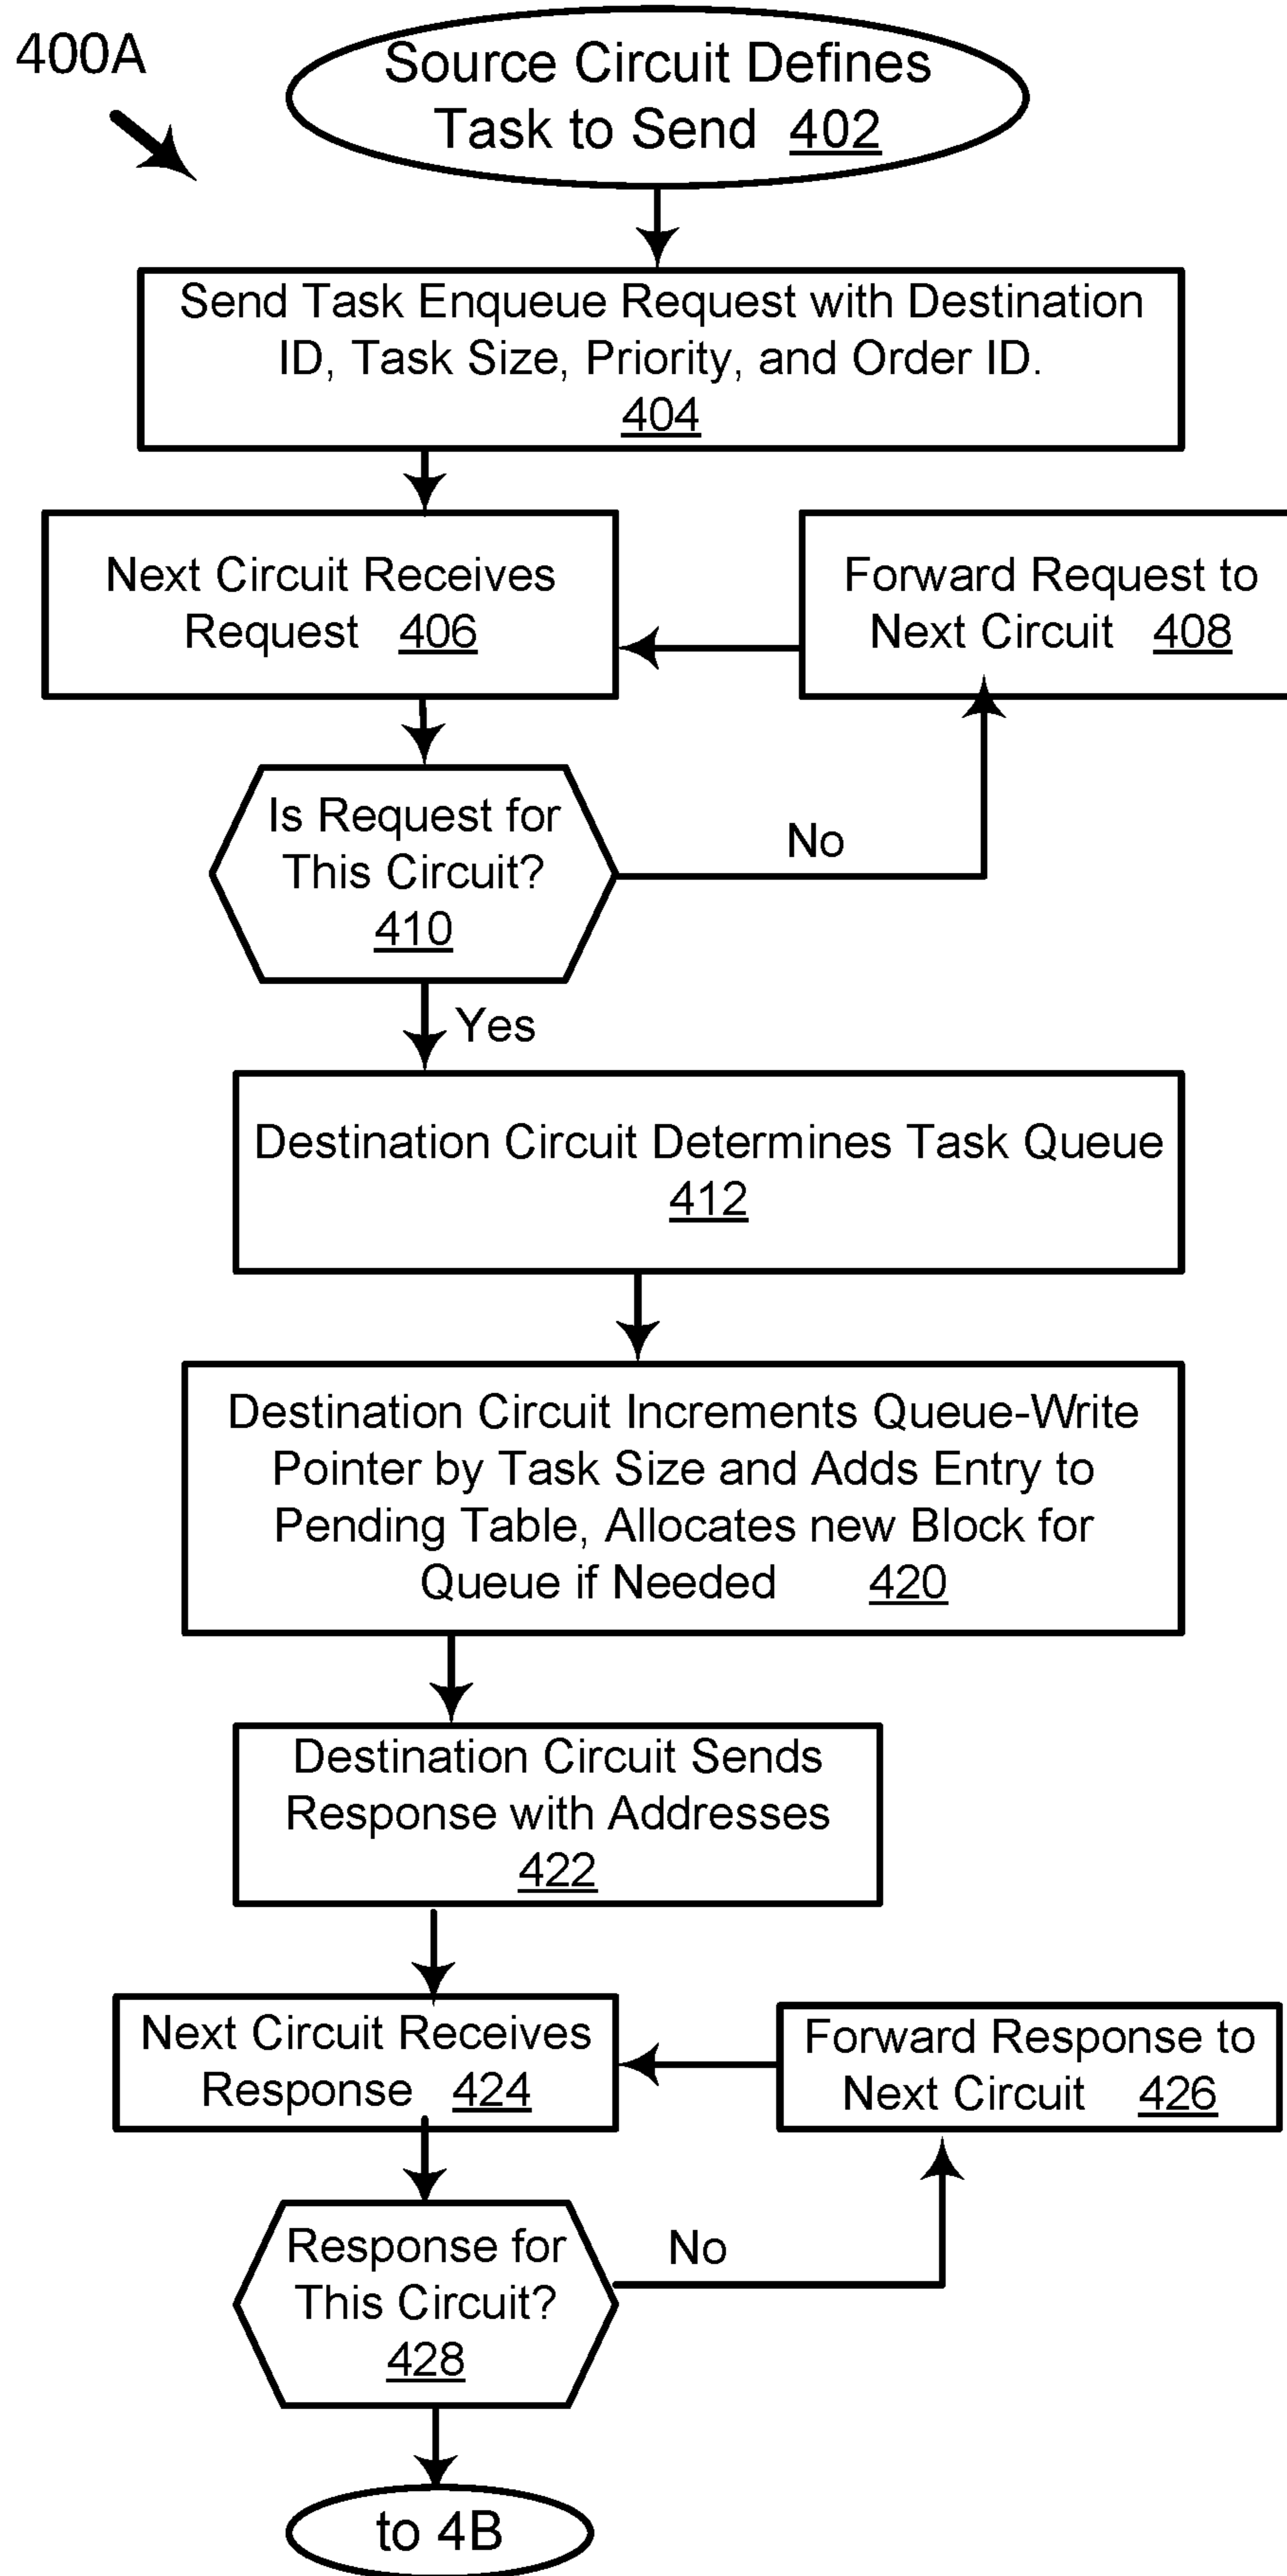 400A
Source Circuit Defines
Task to Send 402
Send Task Enqueue Request with Destination
ID, Task Size, Priority, and Order ID.
404
Next Circuit Receives
Request 406
Forward Request to
Next Circuit 408
Is Request for
This Circuit?
410
No
Yes
Destination Circuit Determines Task Queue
412
Destination Circuit Increments Queue-Write
Pointer by Task Size and Adds Entry to
Pending Table, Allocates new Block for
Queue if Needed 420
Destination Circuit Sends
Response with Addresses
422
Next Circuit Receives
Response 424
Forward Response to
Next Circuit 426
Response for
This Circuit?
428
No
to 4B